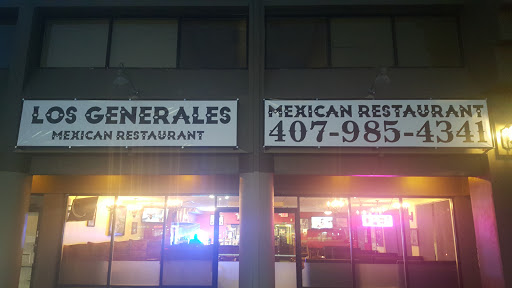 LOS GENERALES
MEXICAN RESTAURANT
MEXICAN RESTAURANT
407-985-4341